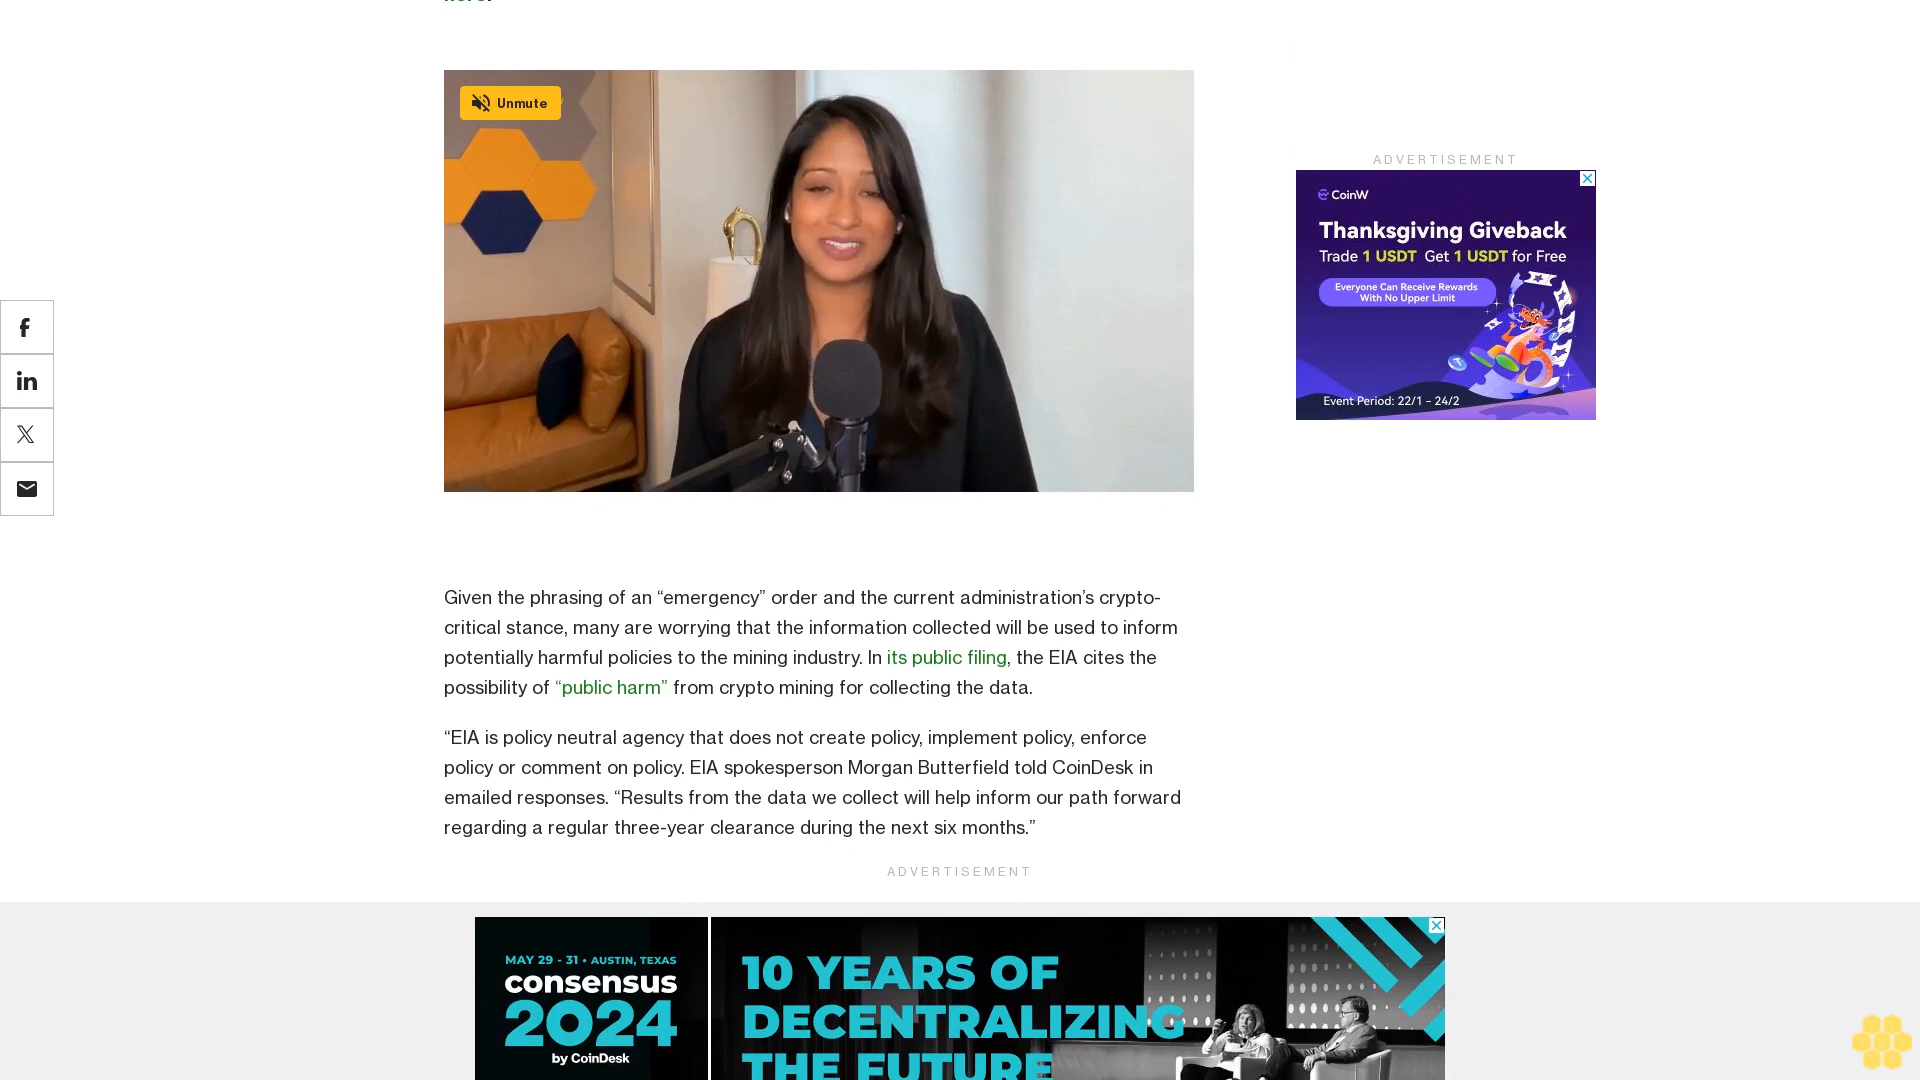 Unmute
ADVERTISEMENT
CoinW
Thanksgiving Giveback
Trade 1 USDT Get 1 USDT for Free
Everyone Can Receive Rewards
With No Upper Limit
Event Period: 22/1 - 24/2
Given the phrasing of an “emergency” order and the current administration’s crypto-
critical stance, many are worrying that the information collected will be used to inform
potentially harmful policies to the mining industry. In its public filing, the EIA cites the
possibility of “public harm” from crypto mining for collecting the data.
“EIA is policy neutral agency that does not create policy, implement policy, enforce
policy or comment on policy. EIA spokesperson Morgan Butterfield told CoinDesk in
emailed responses. “Results from the data we collect will help inform our path forward
regarding a regular three-year clearance during the next six months.”
ADVERTISEMENT
MAY 29 - 31 • AUSTIN, TEXAS
consensus
2024
by CoinDesk
10 YEARS OF
DECENTRALIZING
THE FUTURE